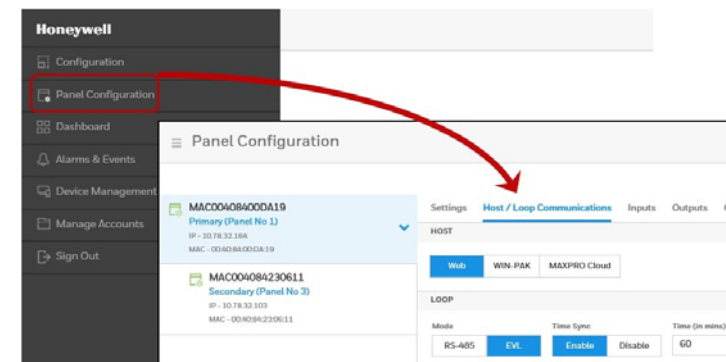 Honeywell
Configuration
Panel Configuration
Dashboard
Alarms & Events
Device Management
Manage Accounts
Sign Out
Panel Configuration
MAC00408400DA19
Primary (Panel No 1)
IP - 10.78.32.164
MAC - 00:40:84:00:DA:19
MAC004084230611
Secondary (Panel No 3)
IP - 10.78.32.103
MAC - 00:40:84:23:06:11
Settings Host / Loop Communications Inputs Outputs
HOST
Web WIN-PAK MAXPRO Cloud
LOOP
Mode Time Sync Time (in mins)
RS-485 EVL Enable Disable 60